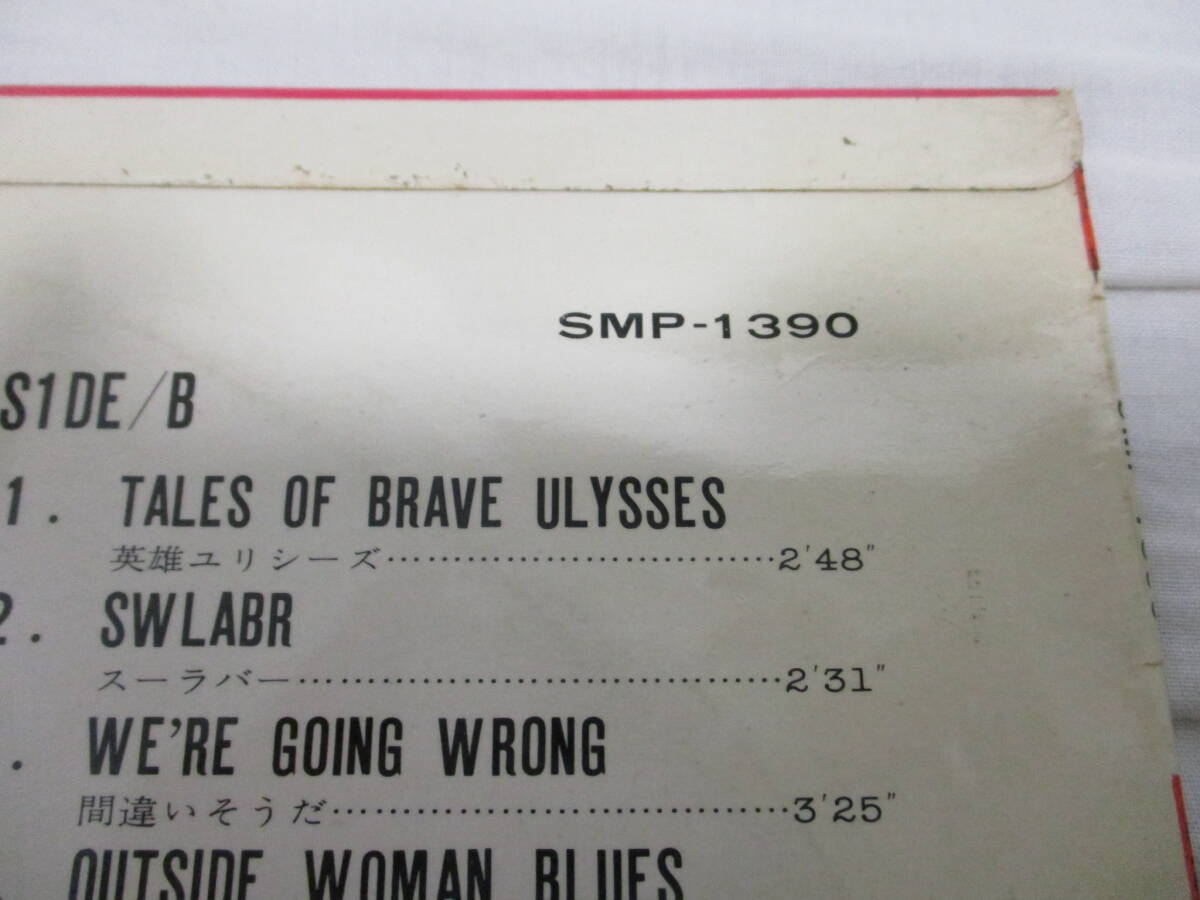 SMP-1390
S1DE/B
1. TALES OF BRAVE ULYSSES
英雄ユリシーズ……………………………2'48"
2. SWLABR
スーラバー…………………………………2'31"
. WE'RE GOING WRONG
間違いそうだ………………………………3'25"
OUTSIDE WOMAN BLUES